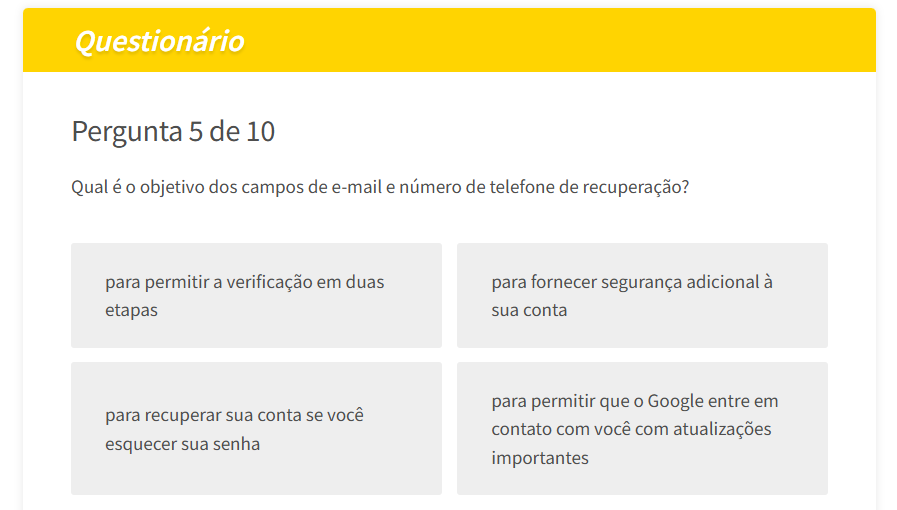 Questionário
Pergunta 5 de 10
Qual é o objetivo dos campos de e-mail e número de telefone de recuperação?
para permitir a verificação em duas
etapas
para fornecer segurança adicional à
sua conta
para recuperar sua conta se você
esquecer sua senha
para permitir que o Google entre em
contato com você com atualizações
importantes